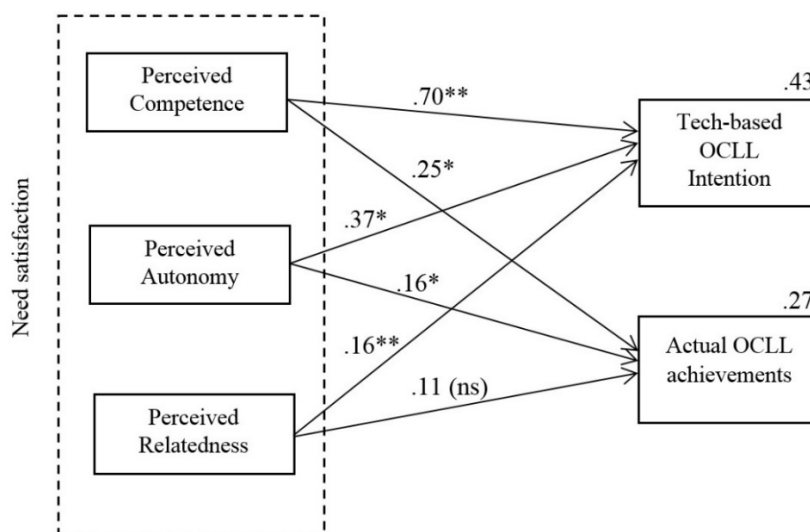 Need satisfaction
Perceived
Competence
Perceived
Autonomy
Perceived
Relatedness
.70**
.25*
.37*
.16*
.16**
.11 (ns)
.43
Tech-based
OCLL
Intention
.27
Actual OCLL
achievements